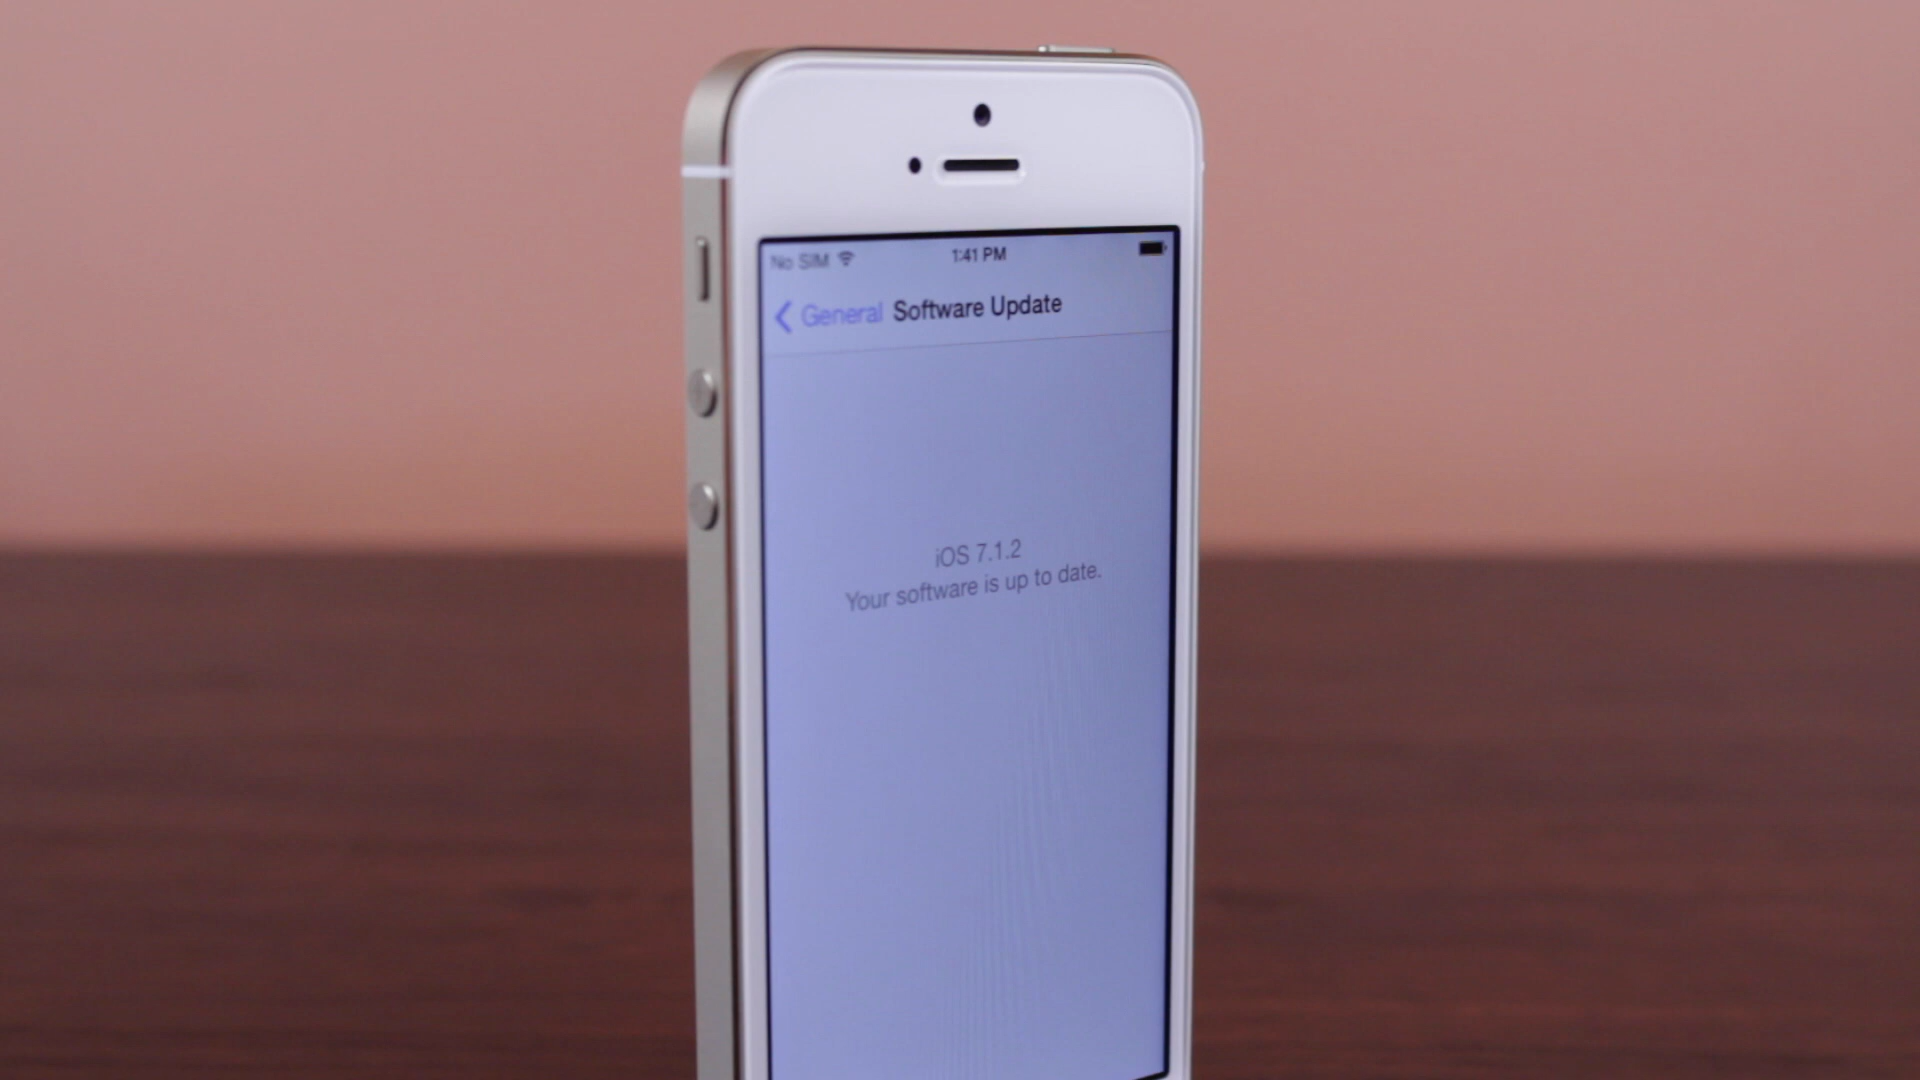 No SIM 1:41 PM
General Software Update
iOS 7.1.2
Your software is up to date.